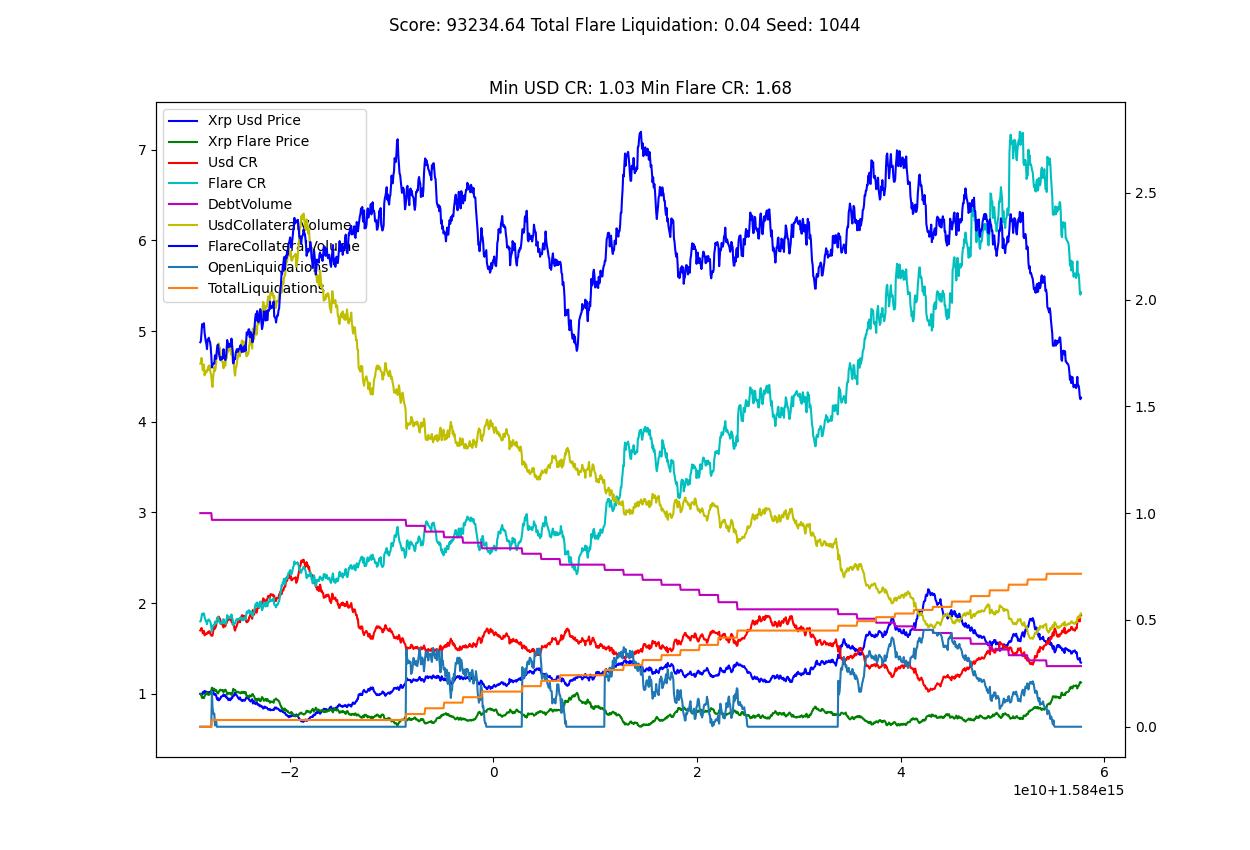 Score: 93234.64 Total Flare Liquidation: 0.04 Seed: 1044
Min USD CR: 1.03 Min Flare CR: 1.68
Xrp Usd Price
Xrp Flare Price
Usd CR
Flare CR
DebtVolume
UsdCollateralVolume
FlareCollateralVolume
OpenLiquidations
TotalLiquidations
7
6
5
4
3
2
1
2.5
2.0
1.5
1.0
0.5
0.0
−2
0
2
4
6
1e10+1.584e15